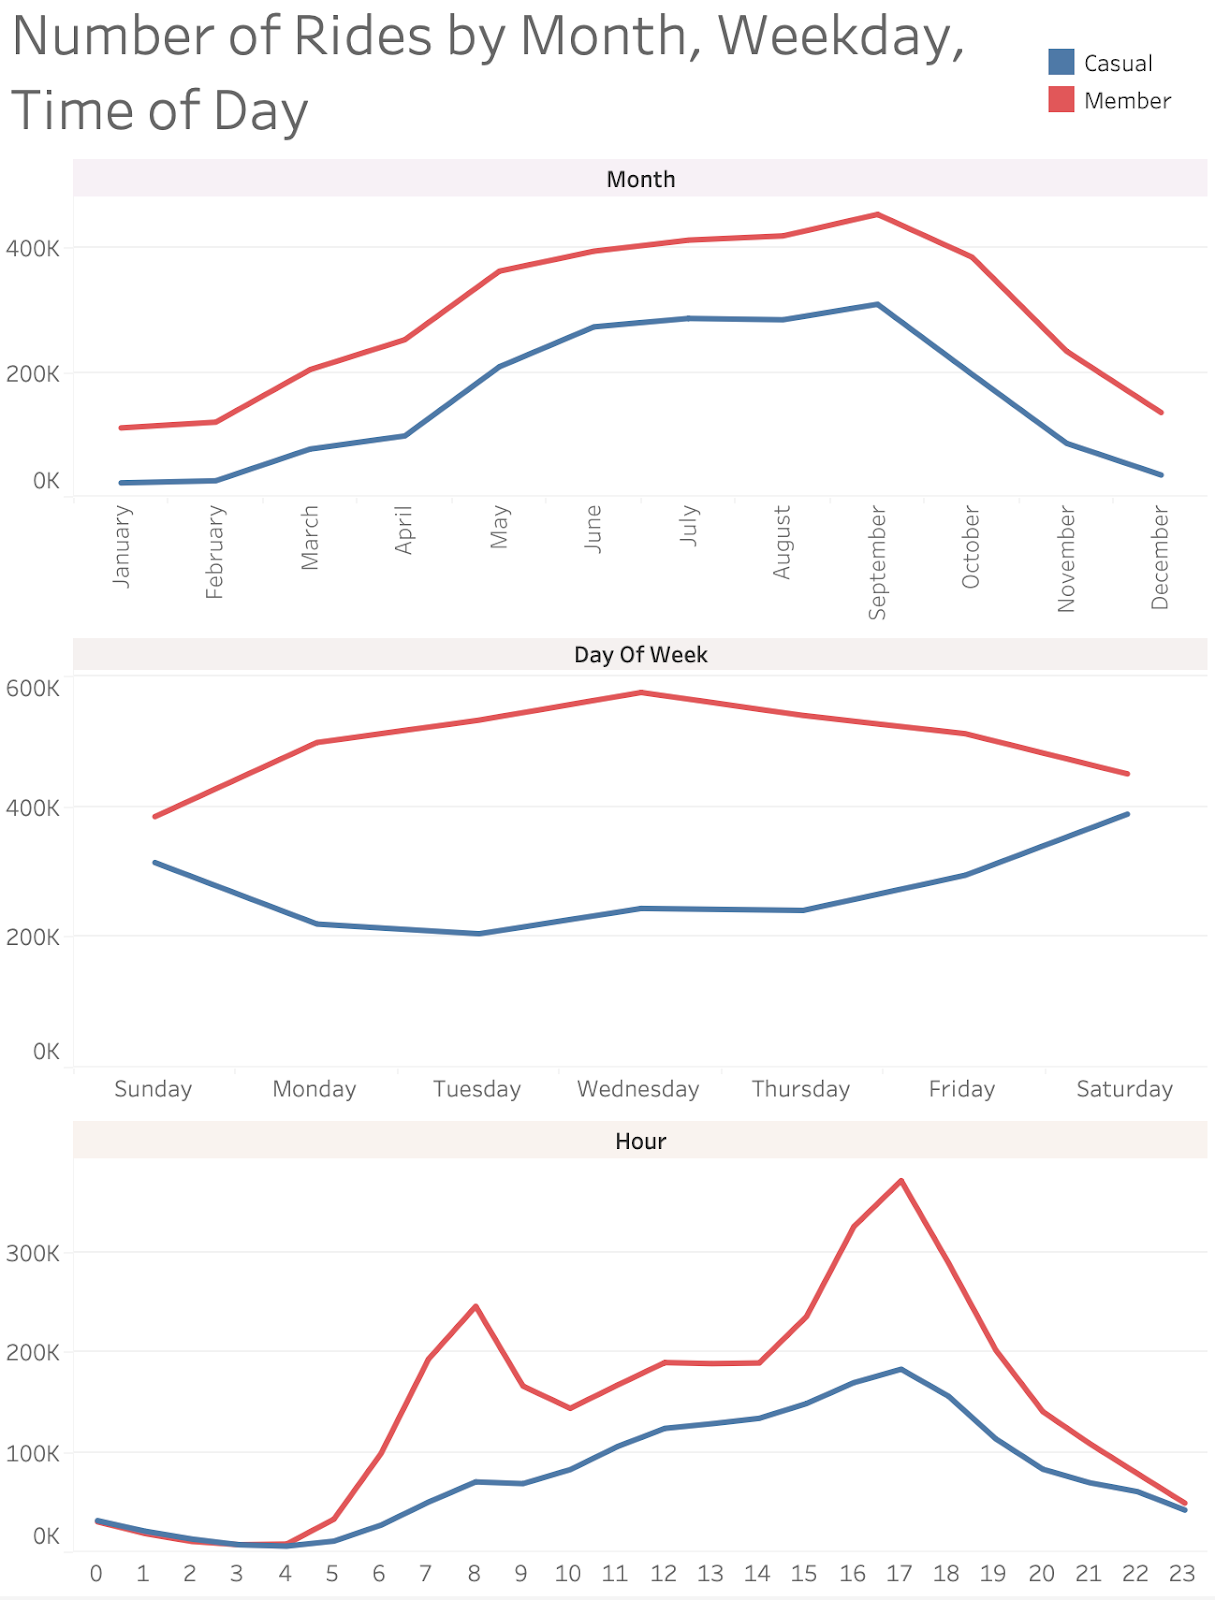 Number of Rides by Month, Weekday,
Time of Day
Casual
Member
Month
400K
200K
0K
January
February
March
April
May
June
July
August
September
October
November
December
Day Of Week
600K
400K
200K
0K
Sunday Monday Tuesday Wednesday Thursday Friday Saturday
Hour
300K
200K
100K
0K
0 1 2 3 4 5 6 7 8 9 10 11 12 13 14 15 16 17 18 19 20 21 22 23